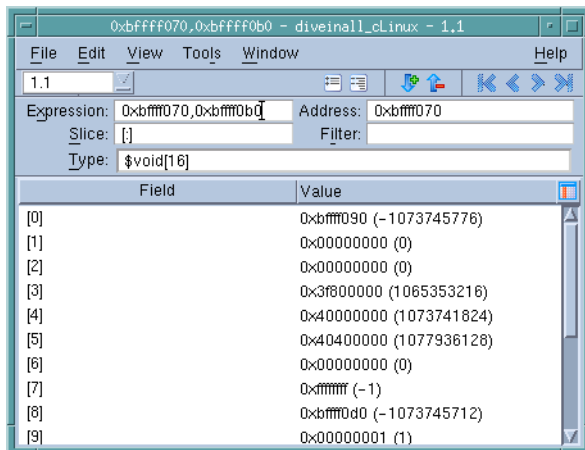 0xbffff070,0xbffff0b0 - diveinall_cLinux - 1.1
File Edit View Tools Window Help
1.1
Expression: 0xbffff070,0xbffff0b0 Address: 0xbffff070
Slice: [:] Filter:
Type: $void[16]
Field Value
[0] 0xbffff090 (-1073745776)
[1] 0x00000000 (0)
[2] 0x00000000 (0)
[3] 0x3f800000 (1065353216)
[4] 0x40000000 (1073741824)
[5] 0x40400000 (1077936128)
[6] 0x00000000 (0)
[7] 0xffffffff (-1)
[8] 0xbffff0d0 (-1073745712)
[9] 0x00000001 (1)